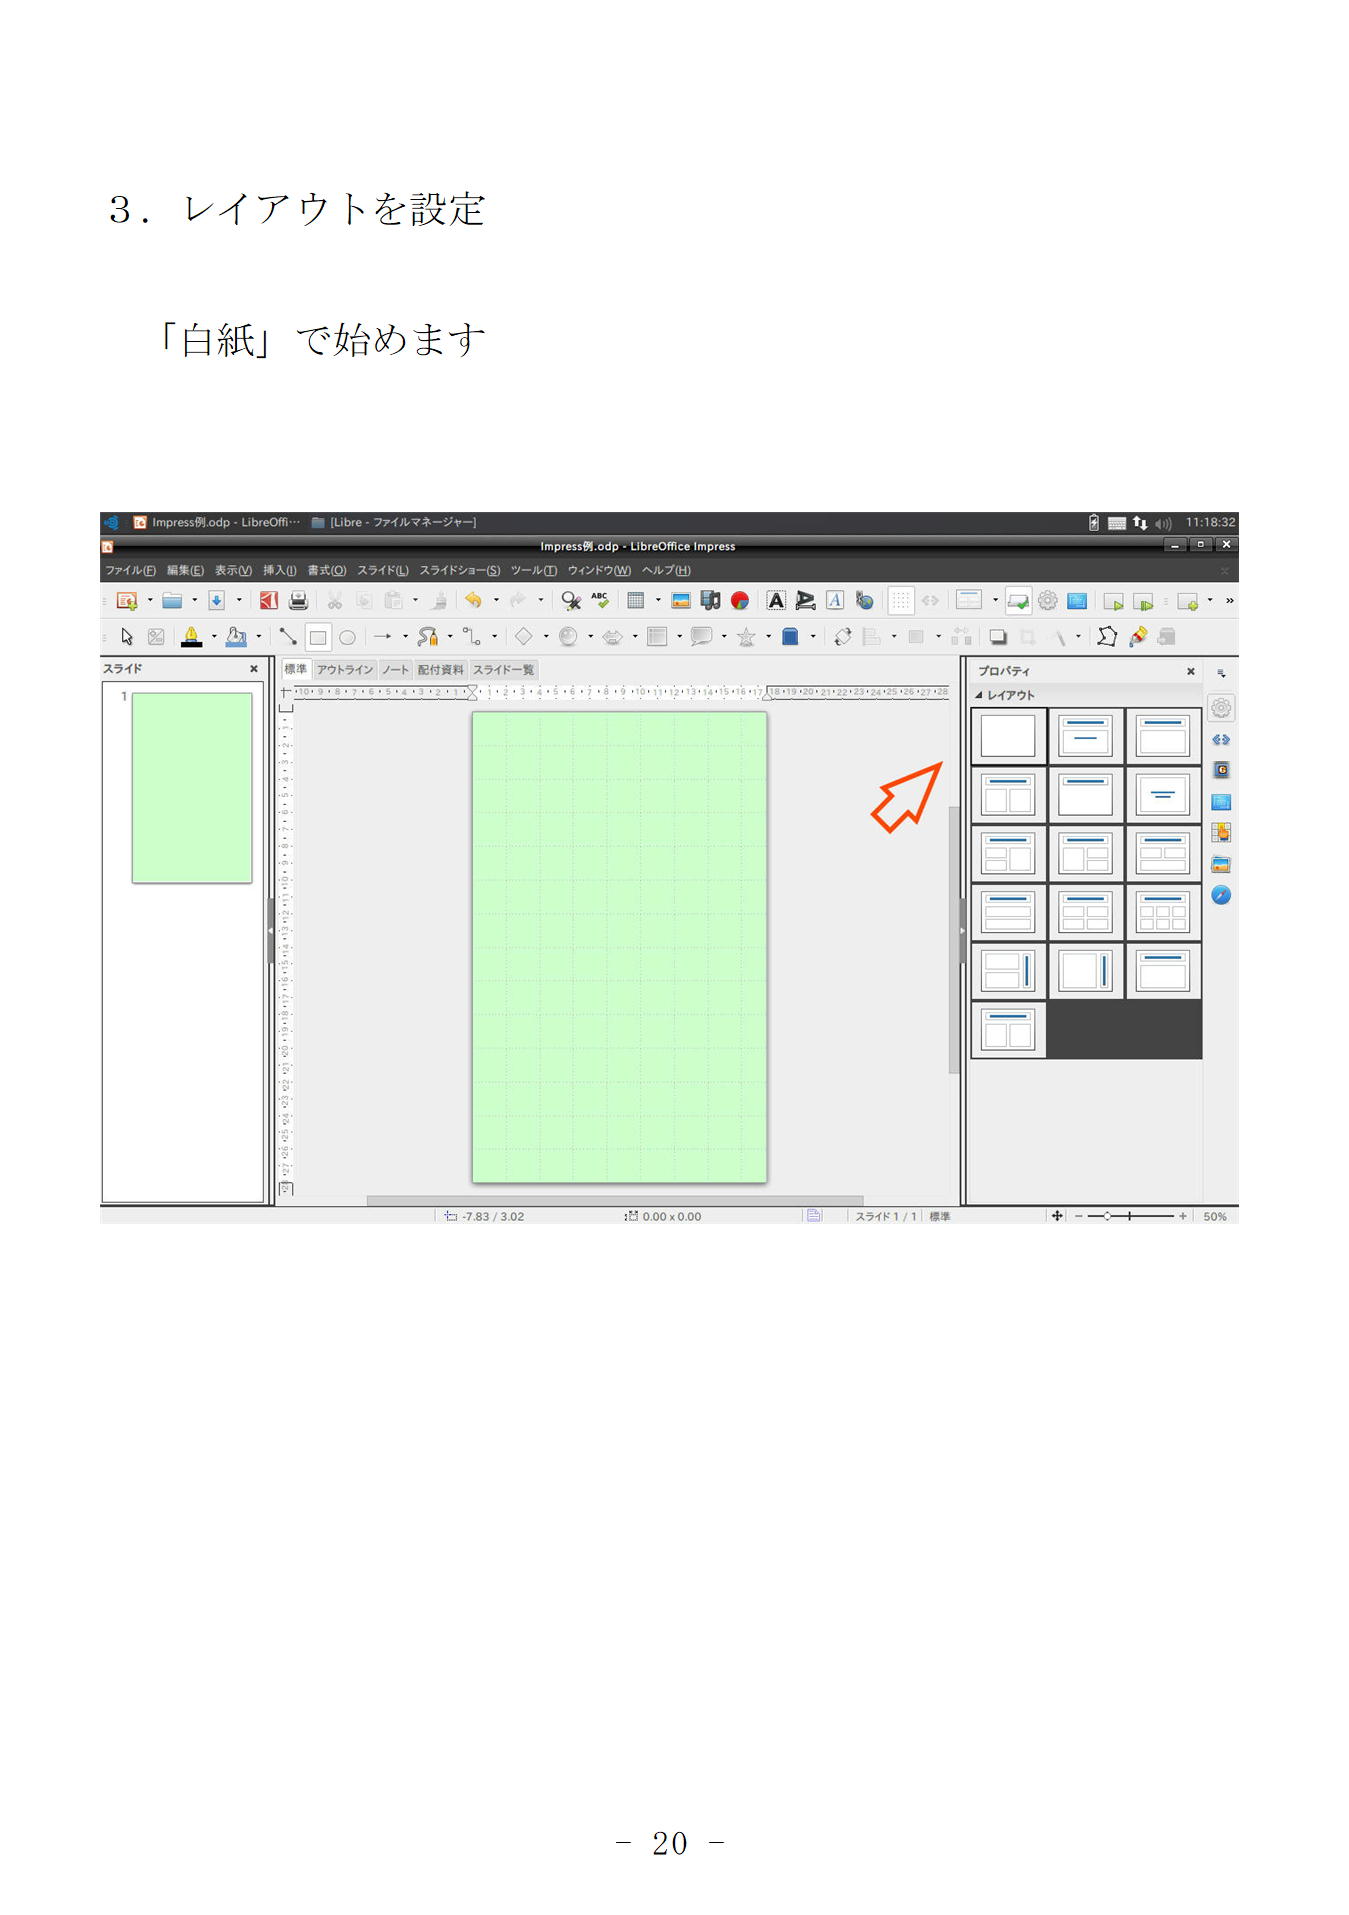 ３．レイアウトを設定
「白紙」で始めます
Impress例.odp - LibreOffi… [Libre - ファイルマネージャー] 11:18:32
Impress例.odp - LibreOffice Impress
ファイル(F) 編集(E) 表示(V) 挿入(I) 書式(O) スライド(L) スライドショー(S) ツール(T) ウィンドウ(W) ヘルプ(H)
スライド
標準 アウトライン ノート 配付資料 スライド一覧
プロパティ
レイアウト
1
-7.83 / 3.02 0.00 x 0.00 スライド 1 / 1 標準 50%
- 20 -